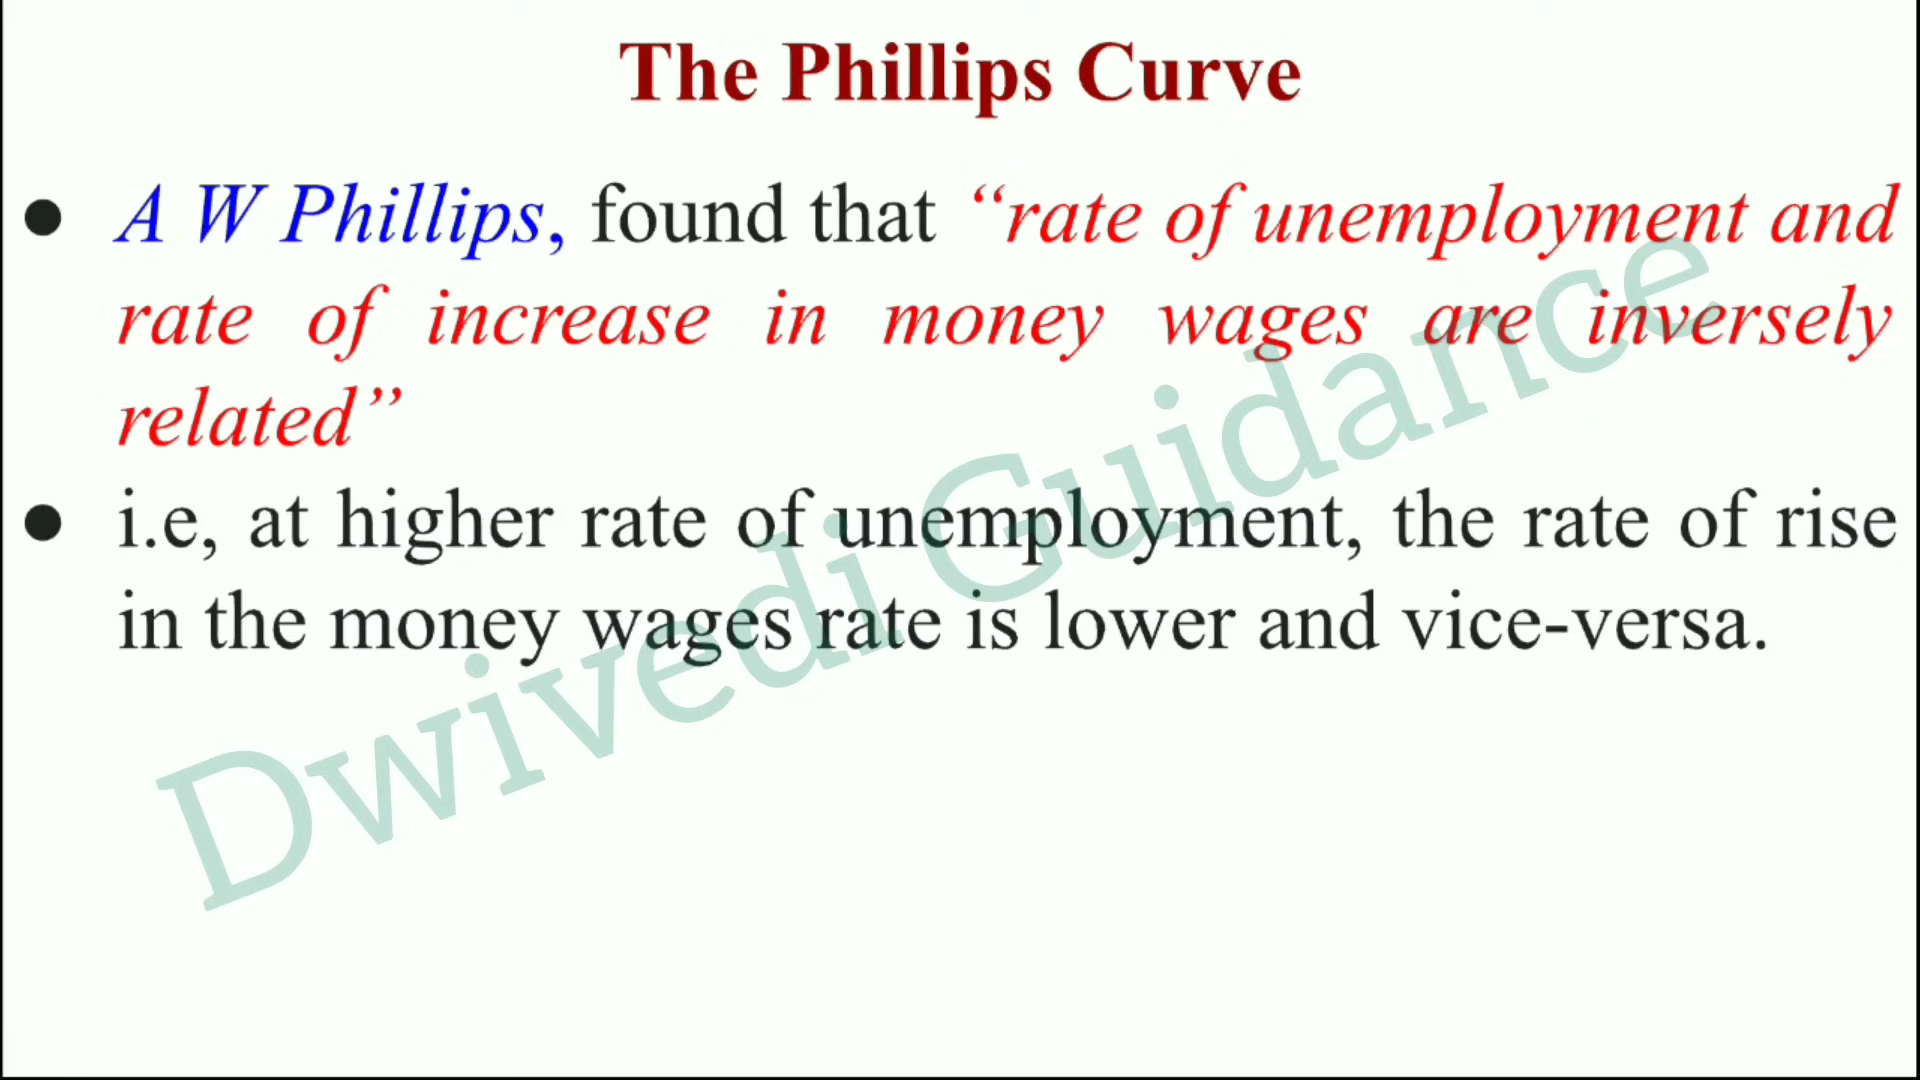 The Phillips Curve
● A W Phillips, found that “rate of unemployment and
rate of increase in money wages are inversely
related”
● i.e, at higher rate of unemployment, the rate of rise
in the money wages rate is lower and vice-versa.
Dwivedi Guidance